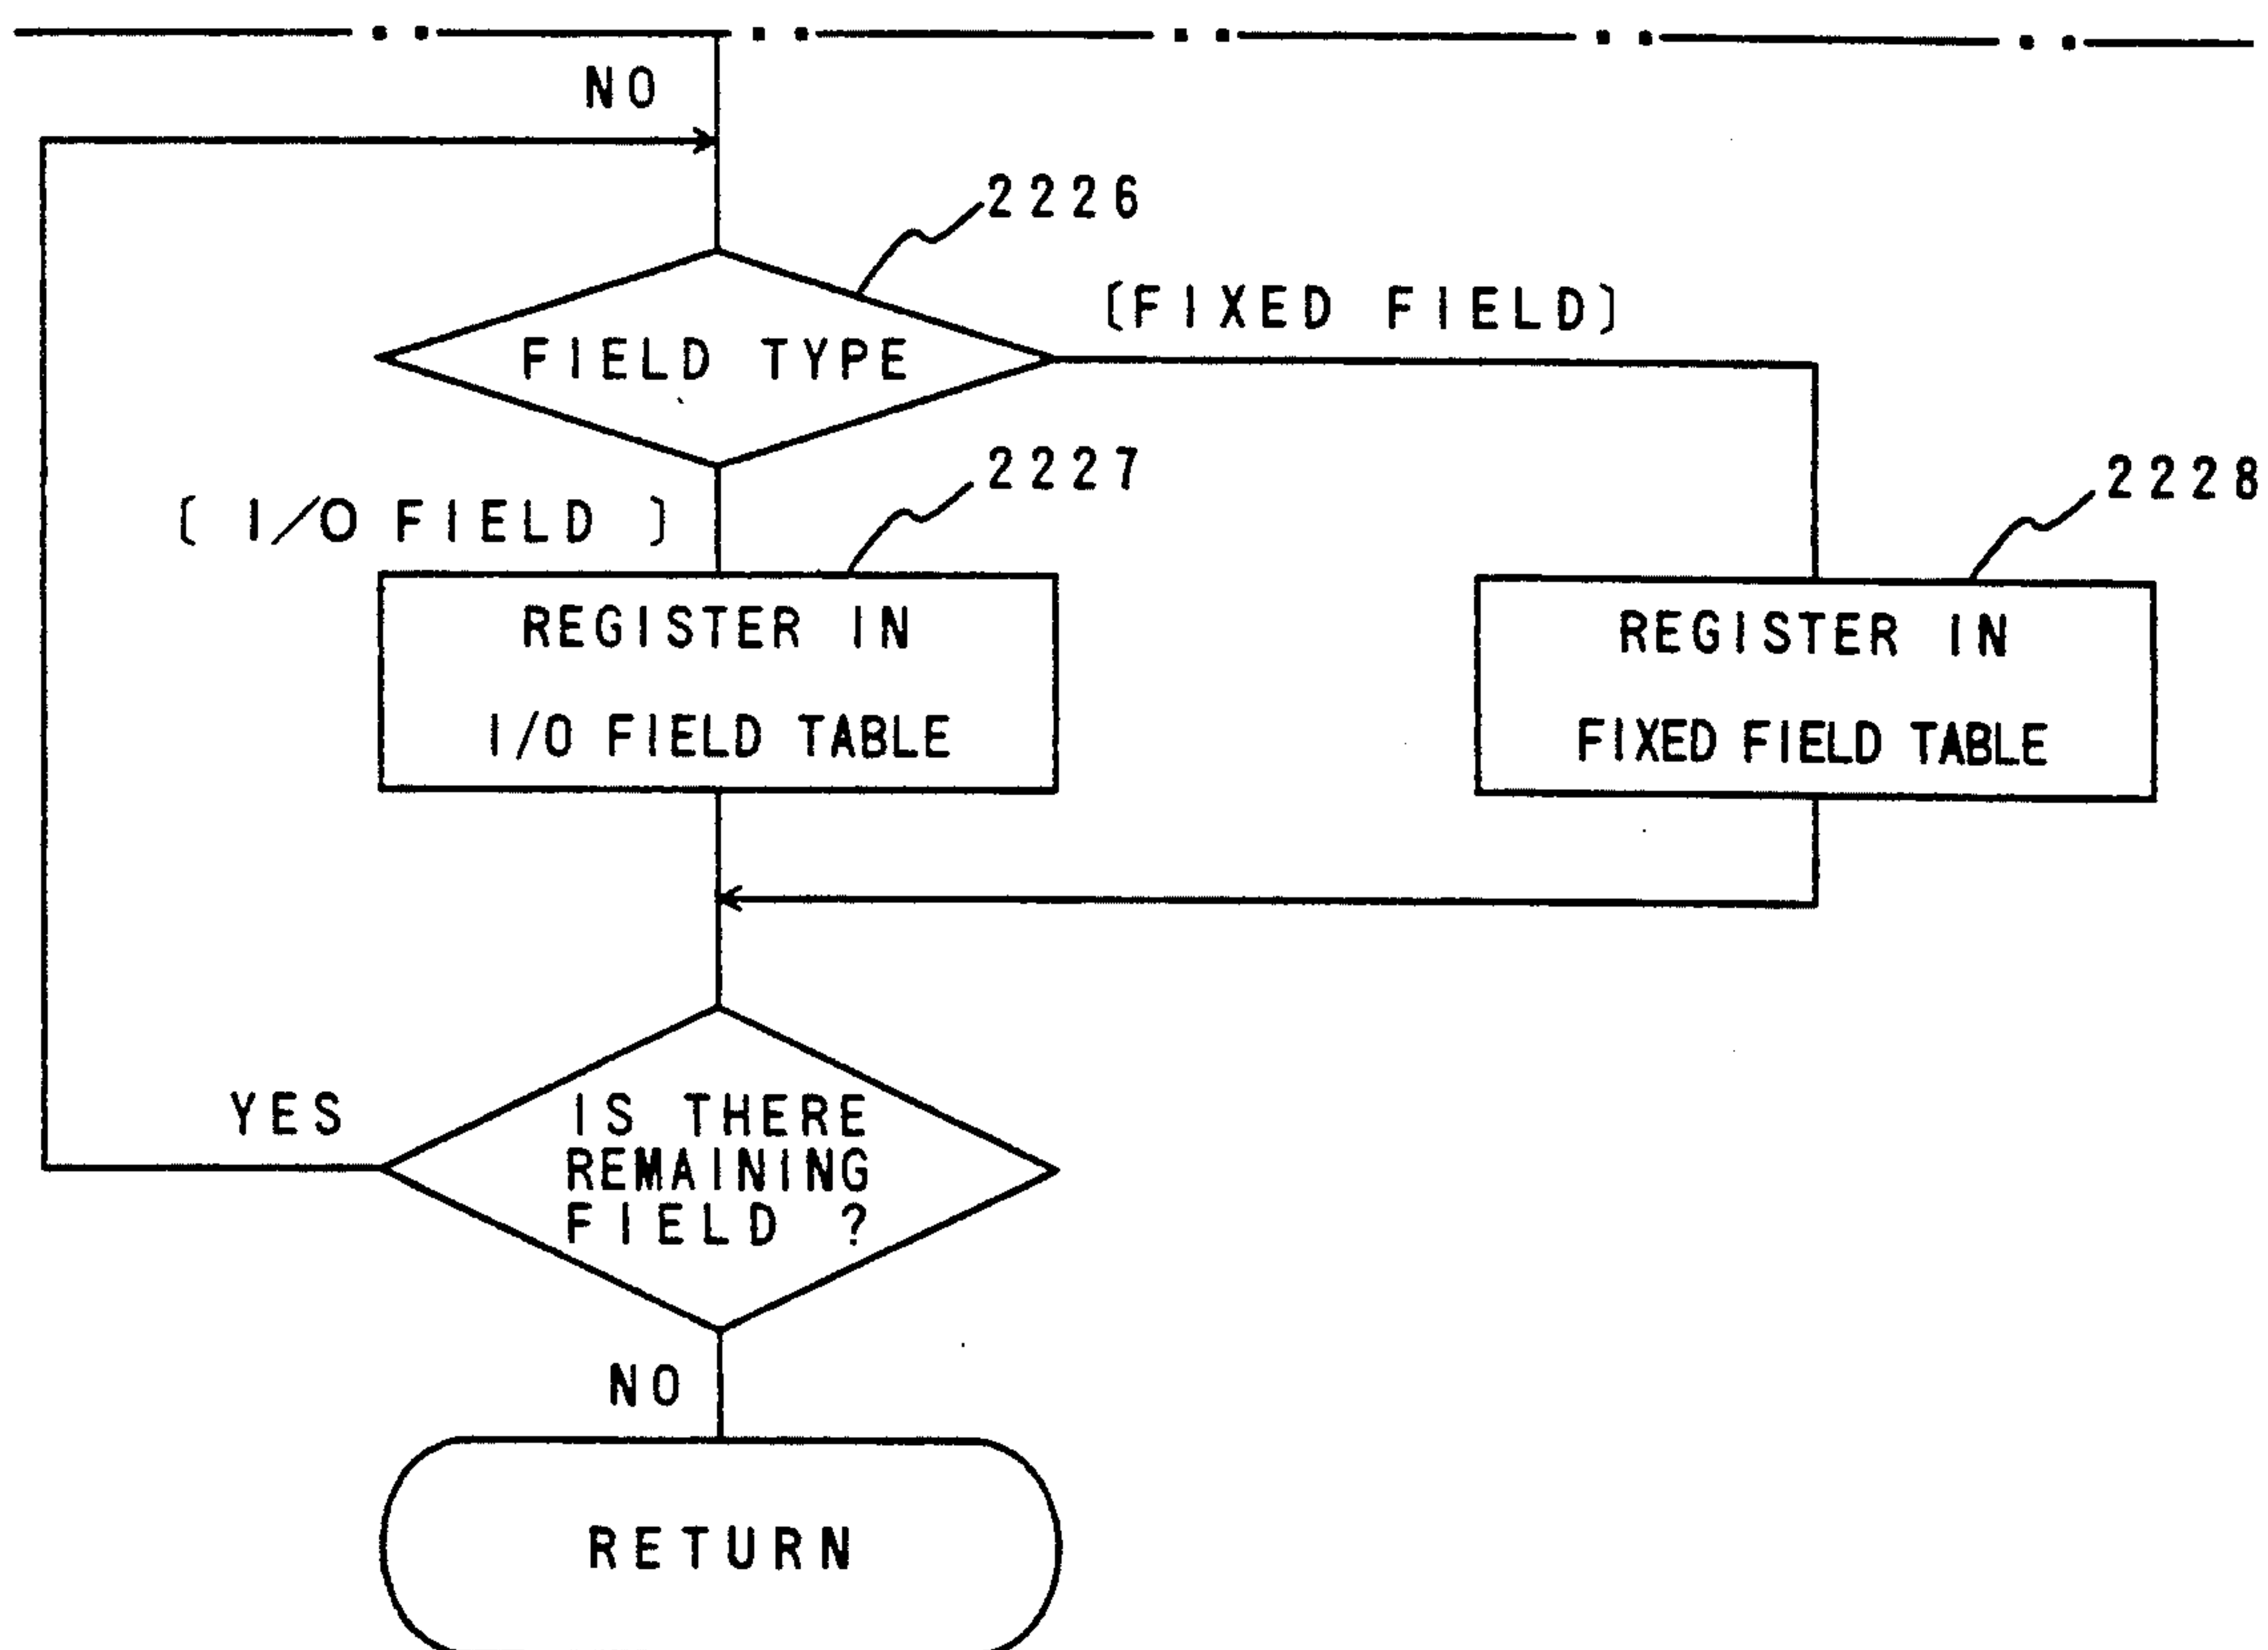 NO
2226
[FIXED FIELD]
FIELD TYPE
2227
2228
[ I/O FIELD ]
REGISTER IN
I/O FIELD TABLE
REGISTER IN
FIXED FIELD TABLE
YES
IS THERE
REMAINING
FIELD ?
NO
RETURN